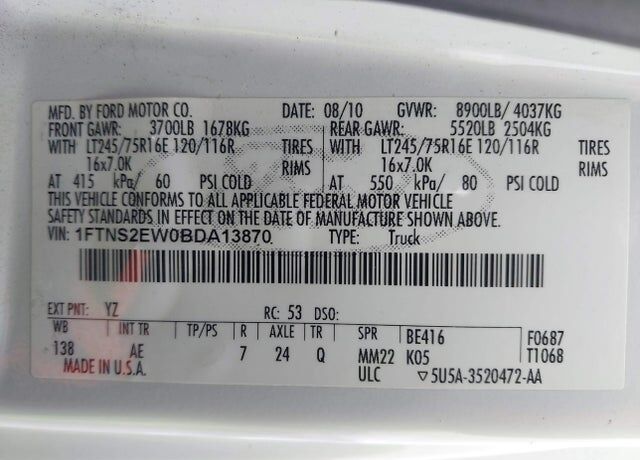 MFD. BY FORD MOTOR CO. DATE: 08/10 GVWR: 8900LB/ 4037KG
FRONT GAWR: 3700LB 1678KG REAR GAWR: 5520LB 2504KG
WITH LT245/75R16E 120/116R TIRES WITH LT245/75R16E 120/116R TIRES
16x7.0K RIMS 16x7.0K RIMS
AT 415 kPa/ 60 PSI COLD AT 550 kPa/ 80 PSI COLD
THIS VEHICLE CONFORMS TO ALL APPLICABLE FEDERAL MOTOR VEHICLE
SAFETY STANDARDS IN EFFECT ON THE DATE OF MANUFACTURE SHOWN ABOVE.
VIN: 1FTNS2EW0BDA13870 TYPE: Truck
EXT PNT: YZ RC: 53 DSO:
WB INT TR TP/PS R AXLE TR SPR BE416 F0687
138 AE 7 24 Q MM22 K05 T1068
MADE IN U.S.A. ULC ▽5U5A-3520472-AA